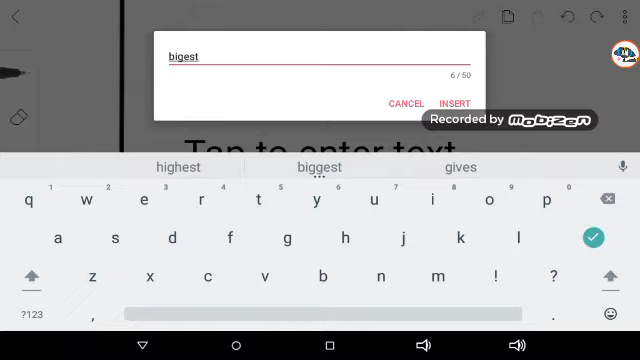 bigest
6 / 50
CANCEL INSERT
Recorded by MOBIZEN
Tap to enter text
highest biggest gives
1 2 3 4 5 6 7 8 9 0
q w e r t y u i o p
a s d f g h j k l
z x c v b n m ! ?
?123 , .